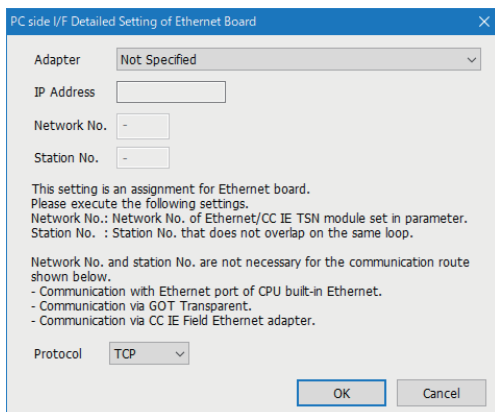 PC side I/F Detailed Setting of Ethernet Board
Adapter Not Specified
IP Address
Network No. -
Station No. -
This setting is an assignment for Ethernet board.
Please execute the following settings.
Network No.: Network No. of Ethernet/CC IE TSN module set in parameter.
Station No. : Station No. that does not overlap on the same loop.
Network No. and station No. are not necessary for the communication route
shown below.
- Communication with Ethernet port of CPU built-in Ethernet.
- Communication via GOT Transparent.
- Communication via CC IE Field Ethernet adapter.
Protocol TCP
OK Cancel